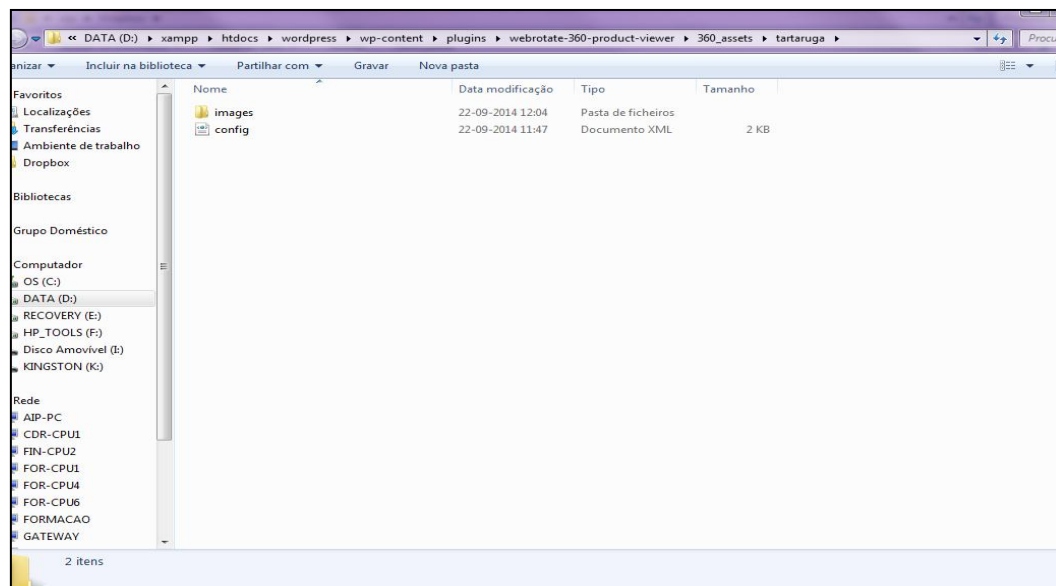 « DATA (D:) ▸ xampp ▸ htdocs ▸ wordpress ▸ wp-content ▸ plugins ▸ webrotate-360-product-viewer ▸ 360_assets ▸ tartaruga ▸ Procu
anizar Incluir na biblioteca Partilhar com Gravar Nova pasta
Nome Data modificação Tipo Tamanho
images 22-09-2014 12:04 Pasta de ficheiros
config 22-09-2014 11:47 Documento XML 2 KB
Favoritos
Localizações
Transferências
Ambiente de trabalho
Dropbox
Bibliotecas
Grupo Doméstico
Computador
OS (C:)
DATA (D:)
RECOVERY (E:)
HP_TOOLS (F:)
Disco Amovível (I:)
KINGSTON (K:)
Rede
AIP-PC
CDR-CPU1
FIN-CPU2
FOR-CPU1
FOR-CPU4
FOR-CPU6
FORMACAO
GATEWAY
2 itens